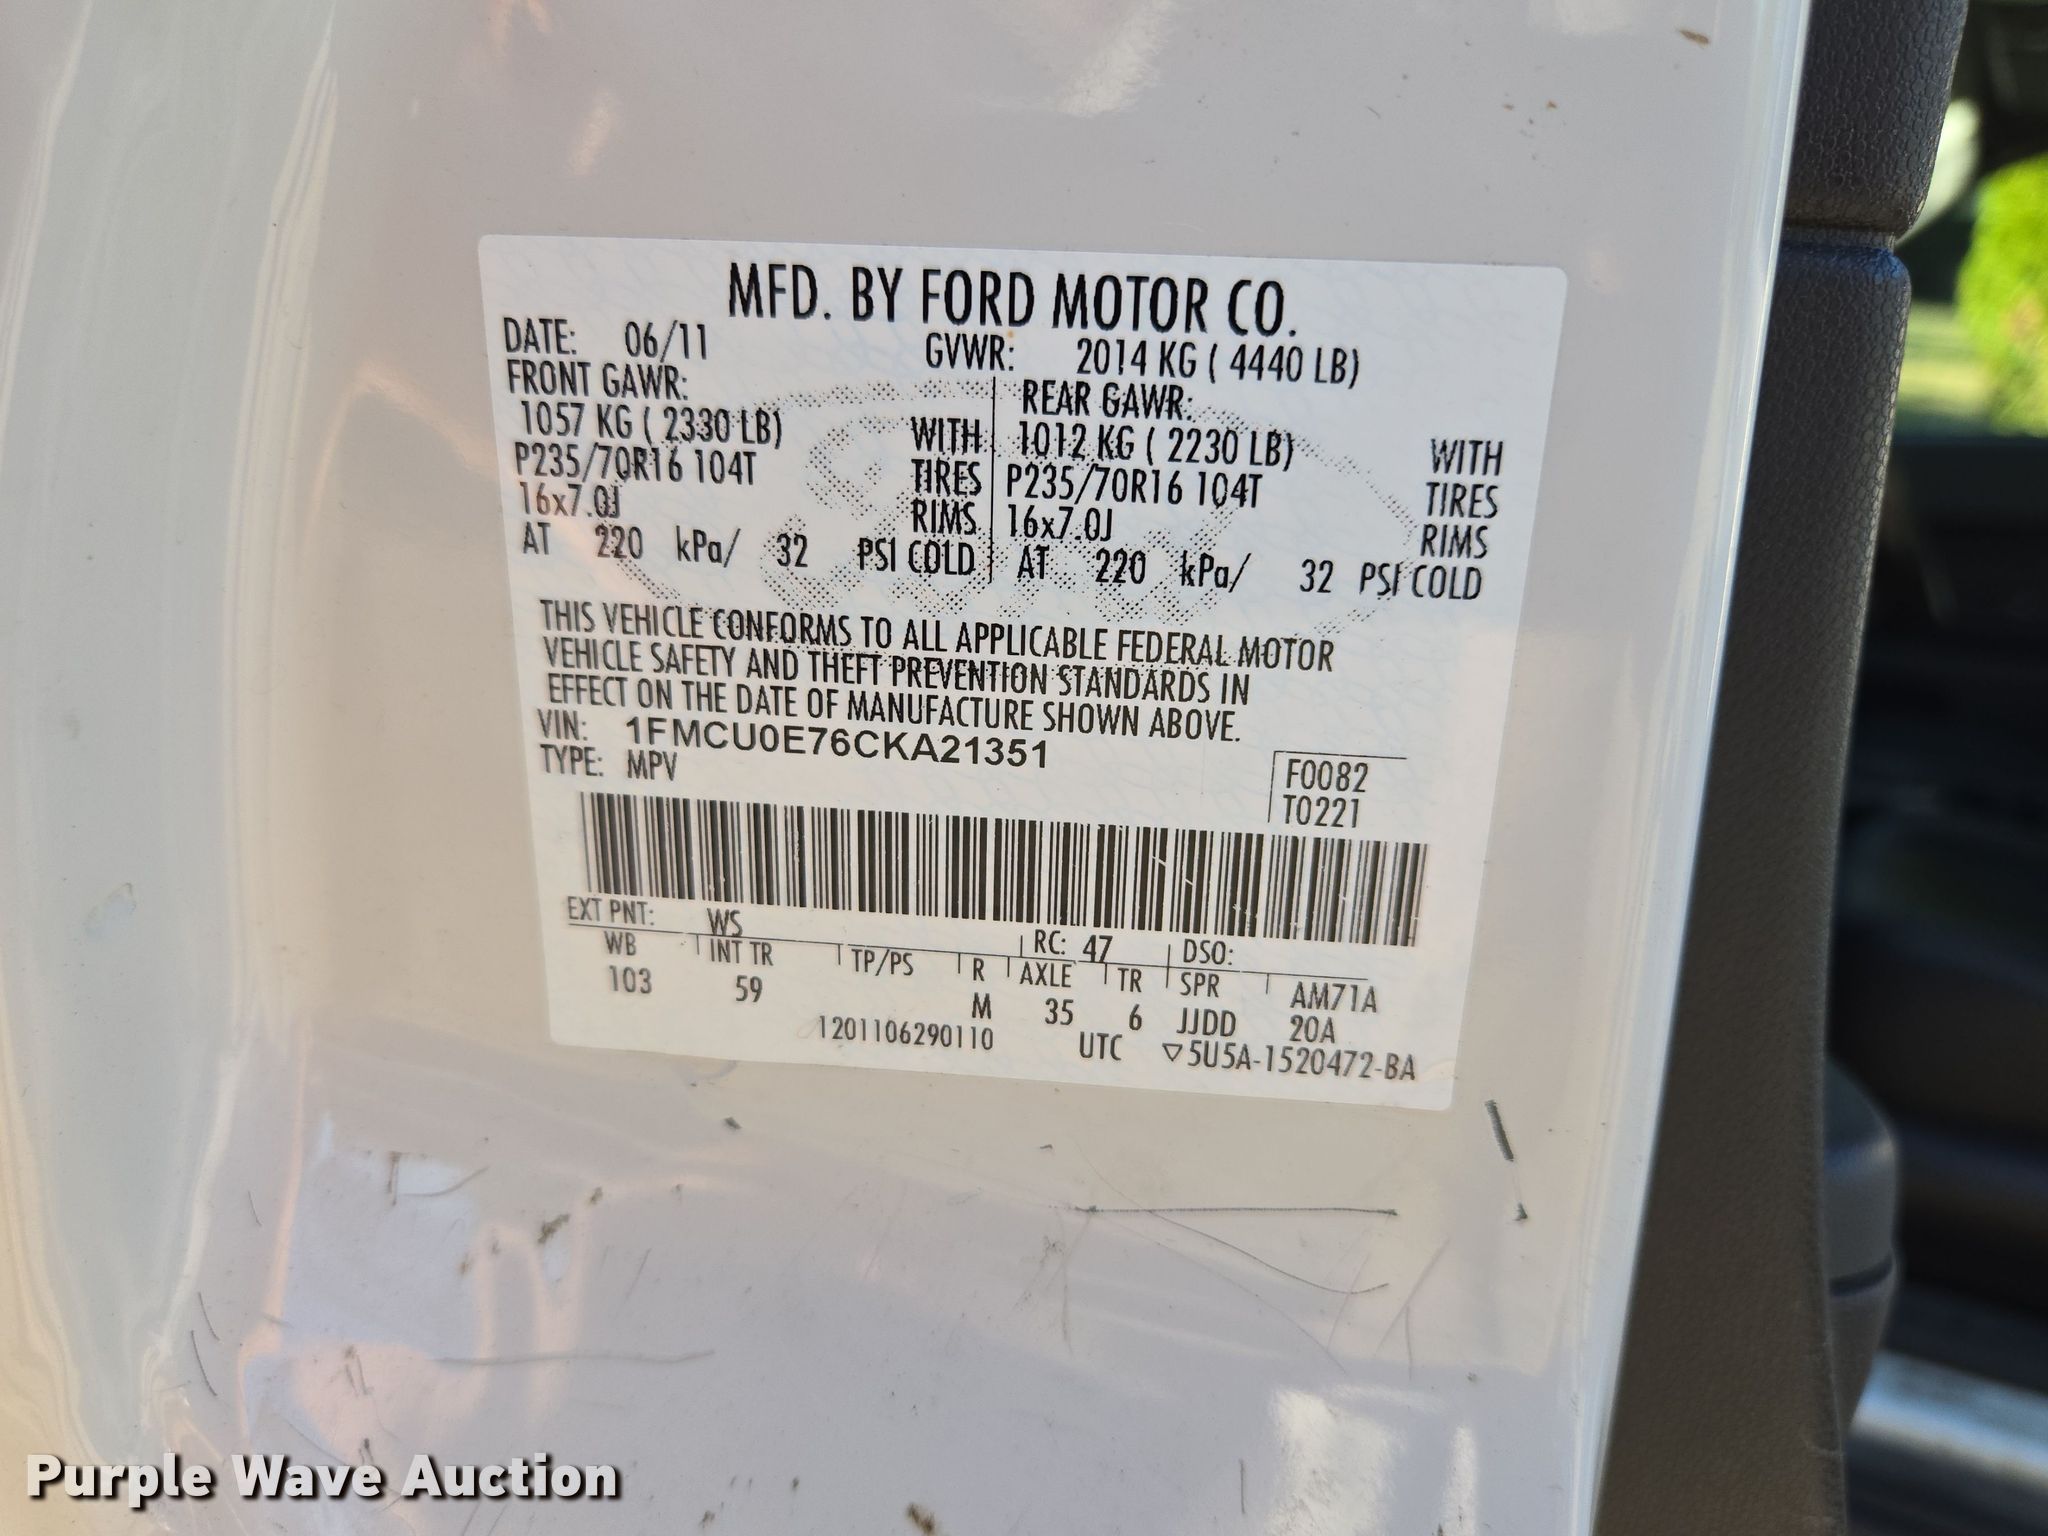 MFD. BY FORD MOTOR CO.
DATE: 06/11 GVWR: 2014 KG ( 4440 LB)
FRONT GAWR: REAR GAWR:
1057 KG ( 2330 LB) WITH 1012 KG ( 2230 LB) WITH
P235/70R16 104T TIRES P235/70R16 104T TIRES
16x7.0J RIMS 16x7.0J RIMS
AT 220 kPa/ 32 PSI COLD AT 220 kPa/ 32 PSI COLD
THIS VEHICLE CONFORMS TO ALL APPLICABLE FEDERAL MOTOR
VEHICLE SAFETY AND THEFT PREVENTION STANDARDS IN
EFFECT ON THE DATE OF MANUFACTURE SHOWN ABOVE.
VIN: 1FMCU0E76CKA21351
TYPE: MPV F0082
T0221
EXT PNT: WS RC: 47 DSO:
WB INT TR TP/PS R AXLE TR SPR AM71A
103 59 M 35 6 JJDD 20A
1201106290110 UTC ▽5U5A-1520472-BA
Purple Wave Auction